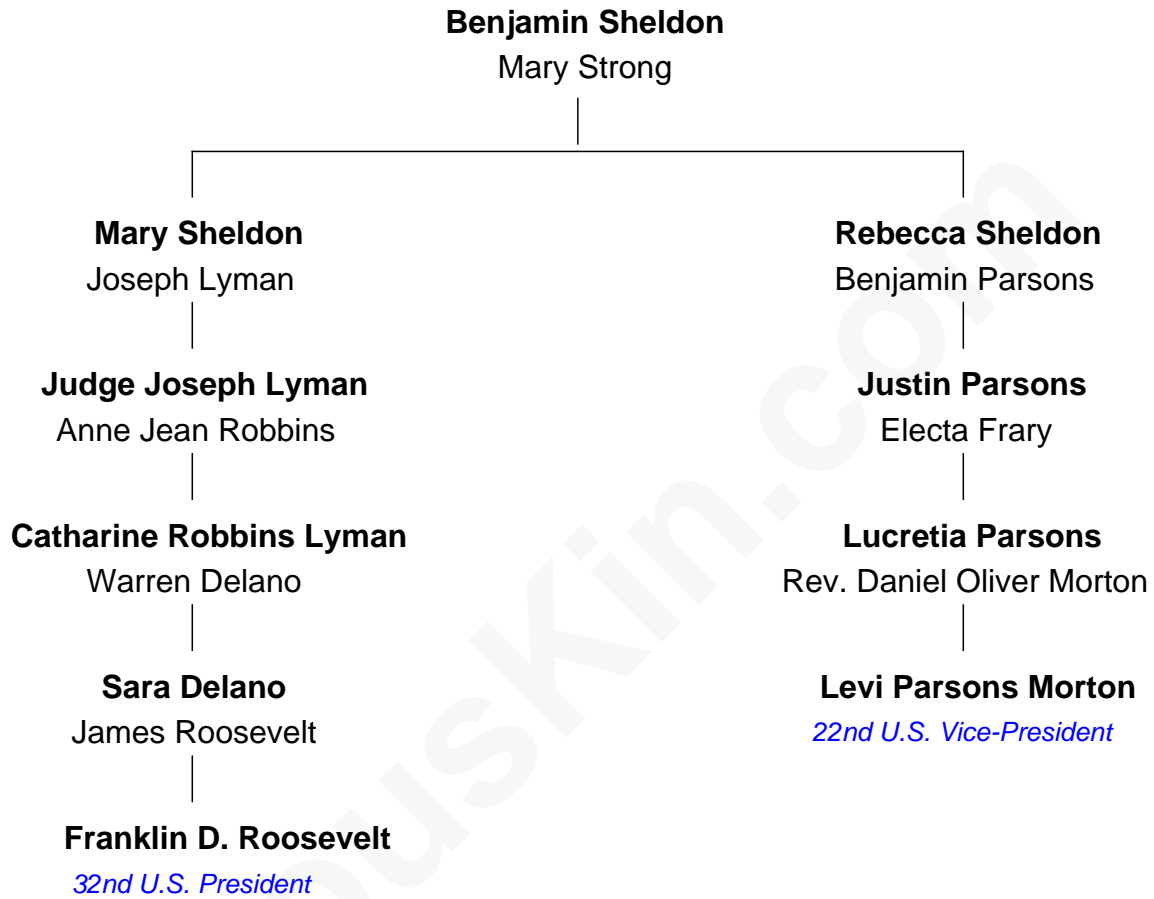 Benjamin Sheldon
Mary Strong
Mary Sheldon
Joseph Lyman
Rebecca Sheldon
Benjamin Parsons
Judge Joseph Lyman
Anne Jean Robbins
Justin Parsons
Electa Frary
Catharine Robbins Lyman
Warren Delano
Lucretia Parsons
Rev. Daniel Oliver Morton
Sara Delano
James Roosevelt
Levi Parsons Morton
22nd U.S. Vice-President
Franklin D. Roosevelt
32nd U.S. President
ousKin.com